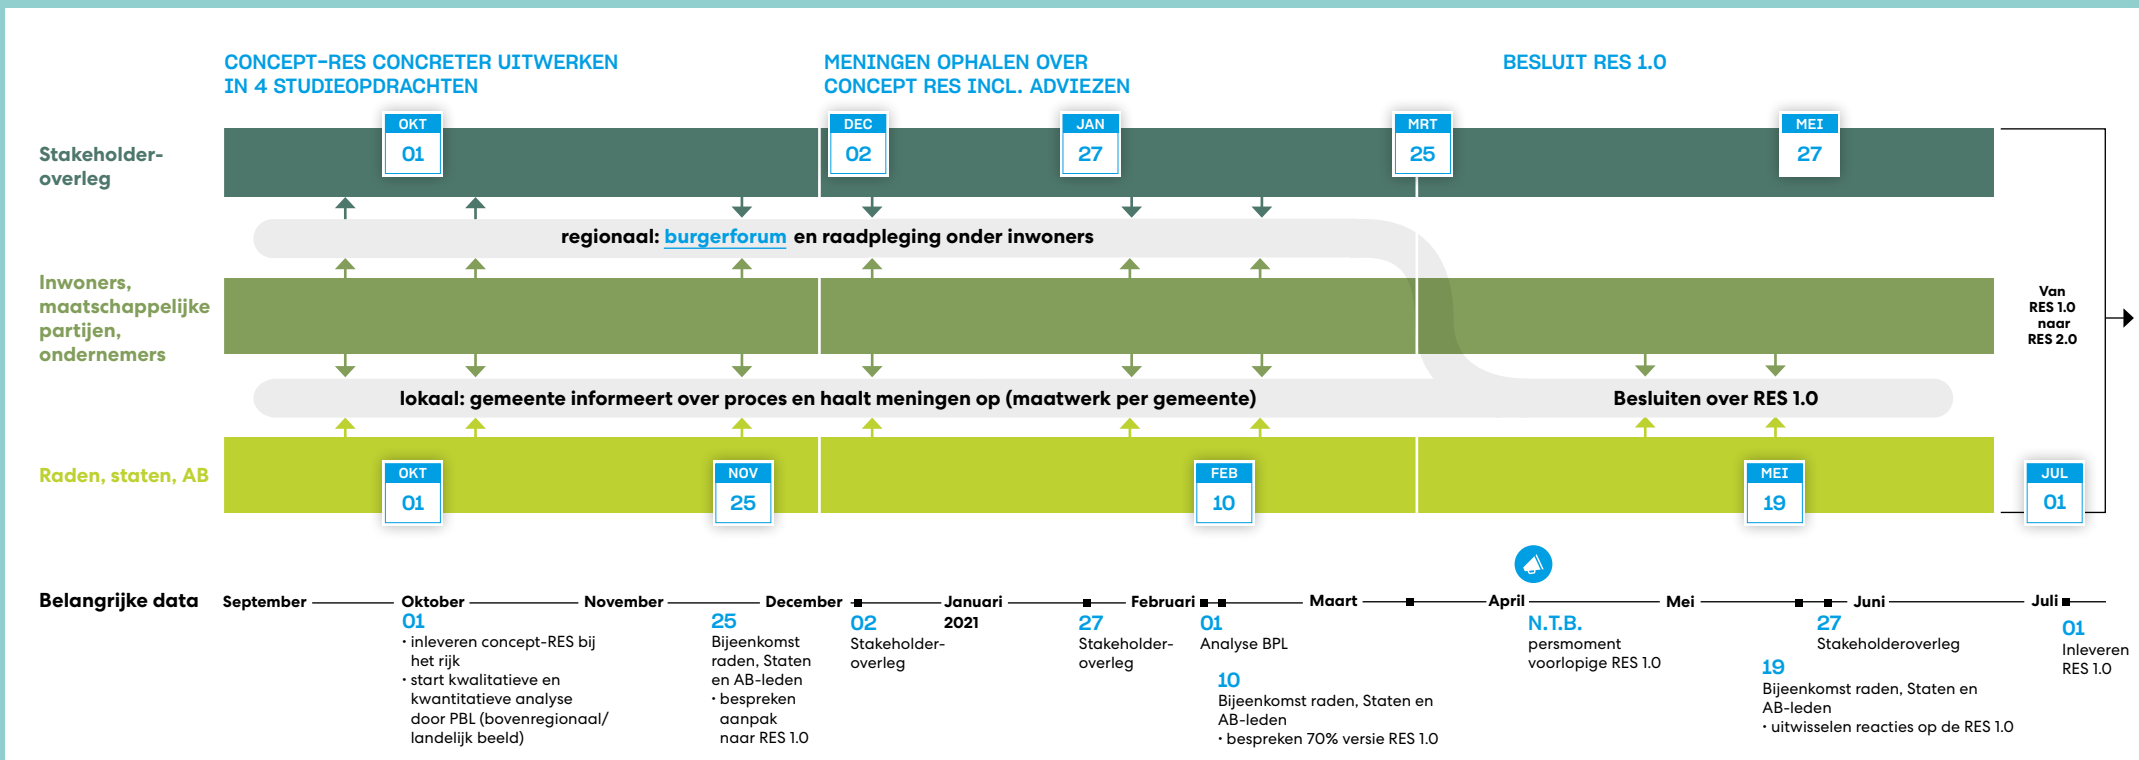 CONCEPT-RES CONCRETER UITWERKEN
IN 4 STUDIEOPDRACHTEN
MENINGEN OPHALEN OVER
CONCEPT RES INCL. ADVIEZEN
BESLUIT RES 1.0
Stakeholder-
overleg
OKT
01
DEC
02
JAN
27
MRT
25
MEI
27
regionaal: burgerforum en raadpleging onder inwoners
Inwoners,
maatschappelijke
partijen,
ondernemers
Van
RES 1.0
naar
RES 2.0
lokaal: gemeente informeert over proces en haalt meningen op (maatwerk per gemeente)
Besluiten over RES 1.0
Raden, staten, AB
OKT
01
NOV
25
FEB
10
MEI
19
JUL
01
Belangrijke data
September
Oktober
November
December
Januari
2021
Februari
Maart
April
Mei
Juni
Juli
01
· inleveren concept-RES bij
het rijk
· start kwalitatieve en
kwantitatieve analyse
door PBL (bovenregionaal/
landelijk beeld)
25
Bijeenkomst
raden, Staten
en AB-leden
· bespreken
aanpak
naar RES 1.0
02
Stakeholder-
overleg
27
Stakeholder-
overleg
01
Analyse BPL
10
Bijeenkomst raden, Staten en
AB-leden
· bespreken 70% versie RES 1.0
N.T.B.
persmoment
voorlopige RES 1.0
27
Stakeholderoverleg
19
Bijeenkomst raden, Staten en
AB-leden
· uitwisselen reacties op de RES 1.0
01
Inleveren
RES 1.0